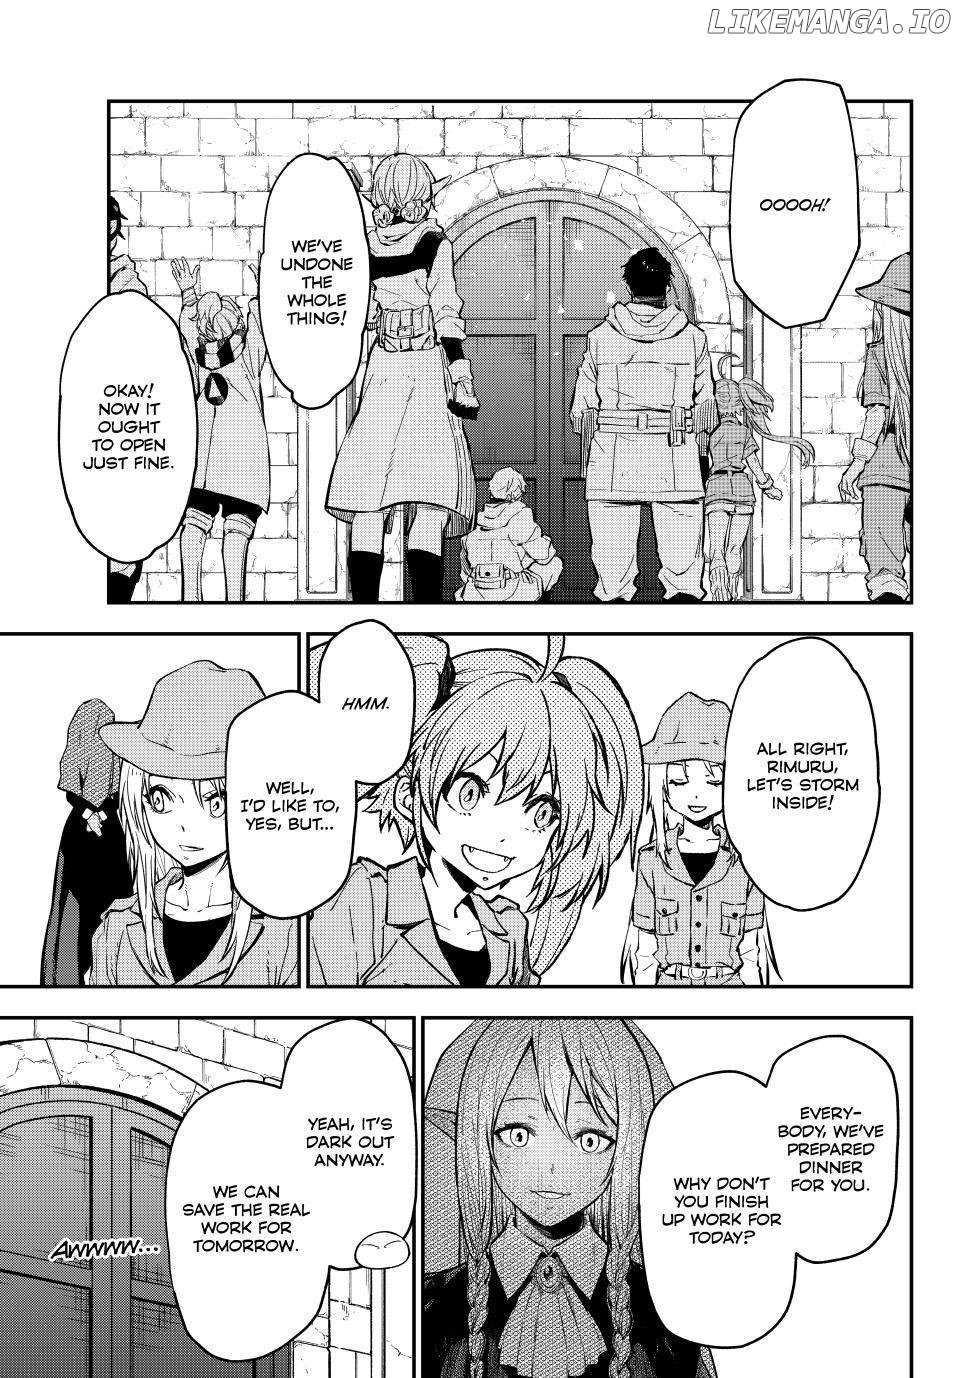 LIKEMANGA.IO
OOOOH!
WE'VE
UNDONE
THE
WHOLE
THING!
OKAY!
NOW IT
OUGHT
TO OPEN
JUST FINE.
ALL RIGHT,
RIMURU,
LET'S STORM
INSIDE!
HMM.
WELL,
I'D LIKE TO,
YES, BUT...
EVERY-
BODY, WE'VE
PREPARED
DINNER
FOR YOU.
WHY DON'T
YOU FINISH
UP WORK FOR
TODAY?
YEAH, IT'S
DARK OUT
ANYWAY.
WE CAN
SAVE THE REAL
WORK FOR
TOMORROW.
AWWWW...